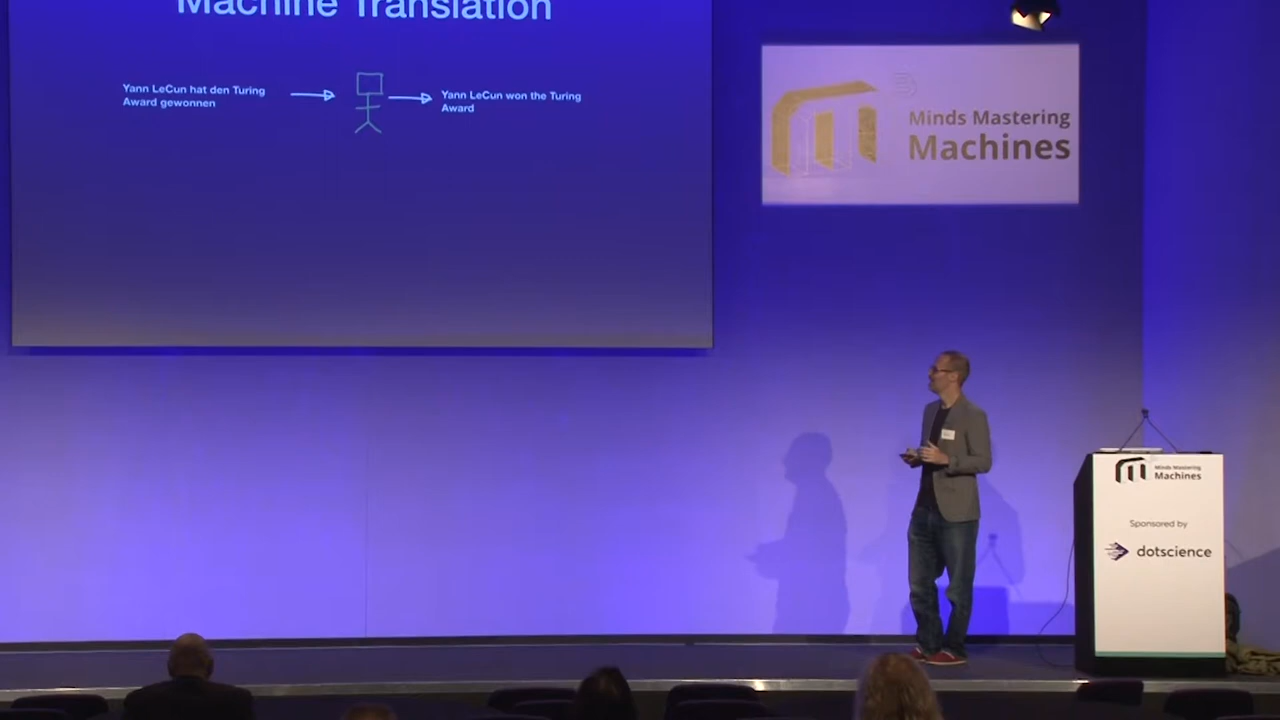 Machine Translation
Yann LeCun hat den Turing
Award gewonnen
Yann LeCun won the Turing
Award
Minds Mastering
Machines
Minds Mastering
Machines
Sponsored by
dotscience